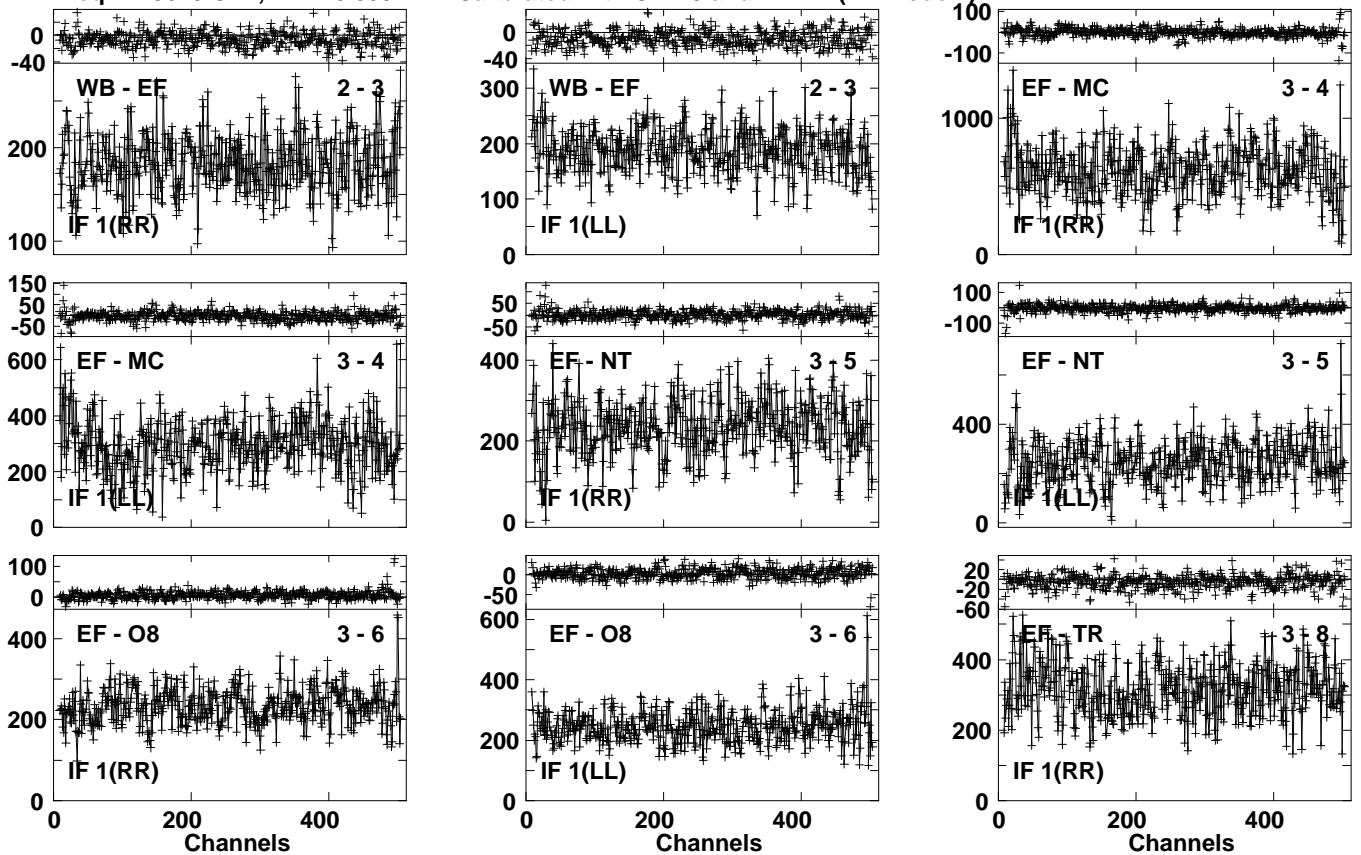 0
-40
WB - EF 2 - 3
200
100
IF 1(RR)
0
-40
WB - EF 2 - 3
300
200
100
0
IF 1(LL)
100
-100
EF - MC 3 - 4
1000
0
IF 1(RR)
150
50
-50
EF - MC 3 - 4
600
400
200
0
IF 1(LL)
50
-50
EF - NT 3 - 5
400
200
0
IF 1(RR)
100
-100
EF - NT 3 - 5
400
0
IF 1(LL)
100
0
EF - O8 3 - 6
400
200
0
IF 1(RR)
0 200 400
Channels
0
-50
600
EF - O8 3 - 6
400
200
0
IF 1(LL)
0 200 400
Channels
20
-20
-60
EF - TR 3 - 8
400
200
0
IF 1(RR)
0 200 400
Channels